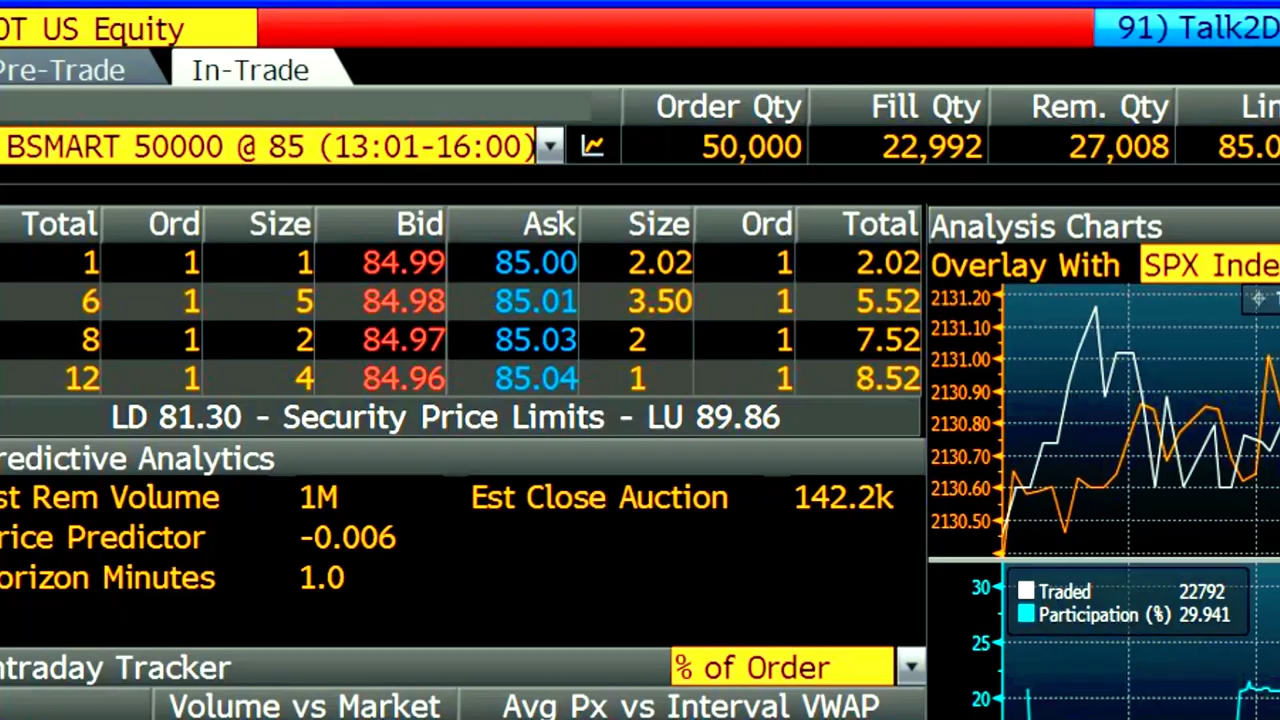 0T US Equity
91) Talk2D
Pre-Trade In-Trade
Order Qty Fill Qty Rem. Qty Lim
BSMART 50000 @ 85 (13:01-16:00) 50,000 22,992 27,008 85.0
Total Ord Size Bid Ask Size Ord Total
1 1 1 84.99 85.00 2.02 1 2.02
6 1 5 84.98 85.01 3.50 1 5.52
8 1 2 84.97 85.03 2 1 7.52
12 1 4 84.96 85.04 1 1 8.52
LD 81.30 - Security Price Limits - LU 89.86
redictive Analytics
st Rem Volume 1M Est Close Auction 142.2k
rice Predictor -0.006
orizon Minutes 1.0
ntraday Tracker % of Order
Volume vs Market Avg Px vs Interval VWAP
Analysis Charts
Overlay With SPX Inde
2131.20
2131.10
2131.00
2130.90
2130.80
2130.70
2130.60
2130.50
30
Traded 22792
Participation (%) 29.941
25
20